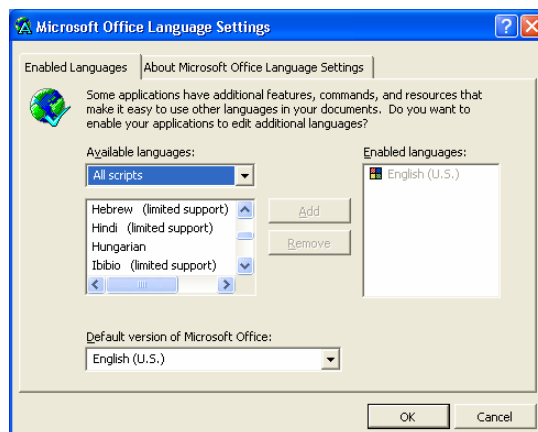 Microsoft Office Language Settings
Enabled Languages
About Microsoft Office Language Settings
Some applications have additional features, commands, and resources that
make it easy to use other languages in your documents. Do you want to
enable your applications to edit additional languages?
Available languages:
All scripts
Hebrew (limited support)
Hindi (limited support)
Hungarian
Ibibio (limited support)
Add
Remove
Enabled languages:
English (U.S.)
Default version of Microsoft Office:
English (U.S.)
OK
Cancel